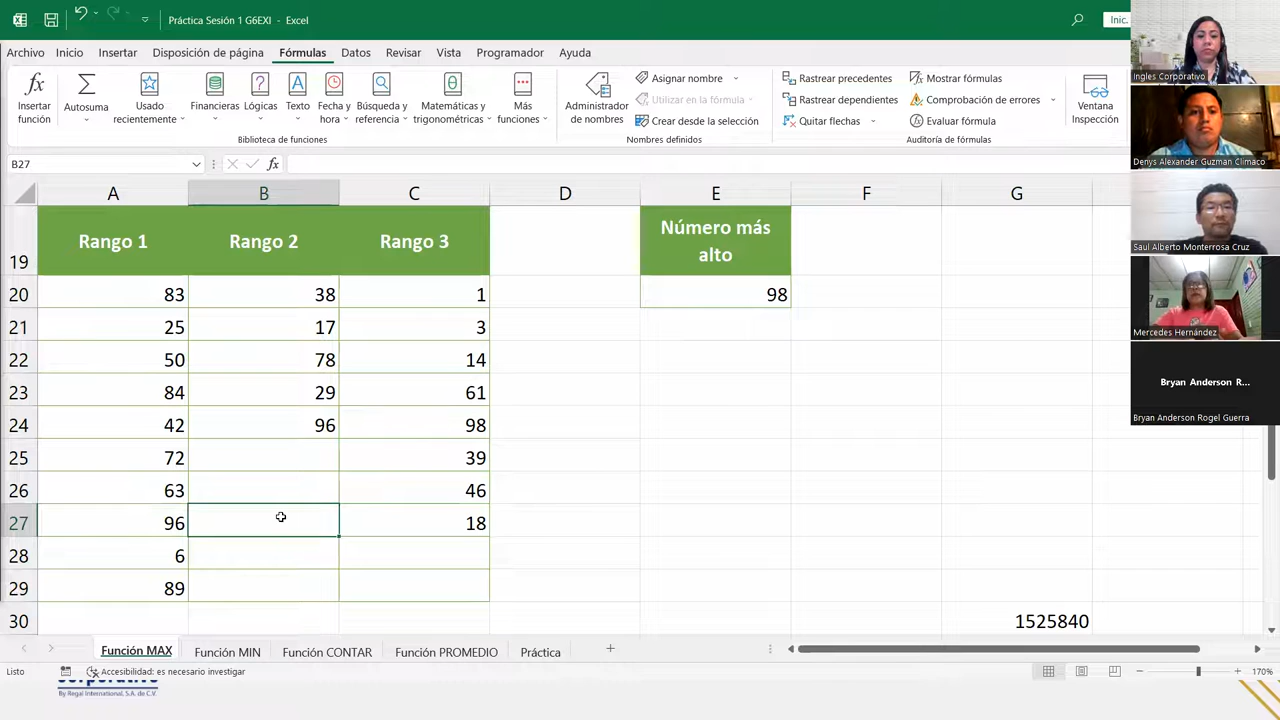 Práctica Sesión 1 G6EXI - Excel
Inic.
Archivo Inicio Insertar Disposición de página Fórmulas Datos Revisar Ayuda
fx Insertar función
Autosuma
Usado recientemente
Financieras
Lógicas
Texto
Fecha y hora
Búsqueda y referencia
Matemáticas y trigonométricas
Más
Biblioteca de funciones
Administrador de nombres
Asignar nombre
Utilizar en la fórmula
Crear desde la selección
Nombres definidos
Rastrear precedentes
Rastrear dependientes
Quitar flechas
Mostrar fórmulas
Comprobación de errores
Evaluar fórmula
Auditoría de fórmulas
Ventana Inspección
B27 fx
A B C D E F G
19 Rango 1 Rango 2 Rango 3 Número más alto
20 83 38 1 98
21 25 17 3
22 50 78 14
23 84 29 61
24 42 96 98
25 72 39
26 63 46
27 96 18
28 6
29 89
30 1525840
Función MAX Función MIN Función CONTAR Función PROMEDIO Práctica
Listo Accesibilidad: es necesario investigar 170%
By Regal International, S.A. de C.V.
Ingles Corporativo
Denys Alexander Guzman Climaco
Saul Alberto Monterrosa Cruz
Mercedes Hernández
Bryan Anderson R...
Bryan Anderson Rogel Guerra